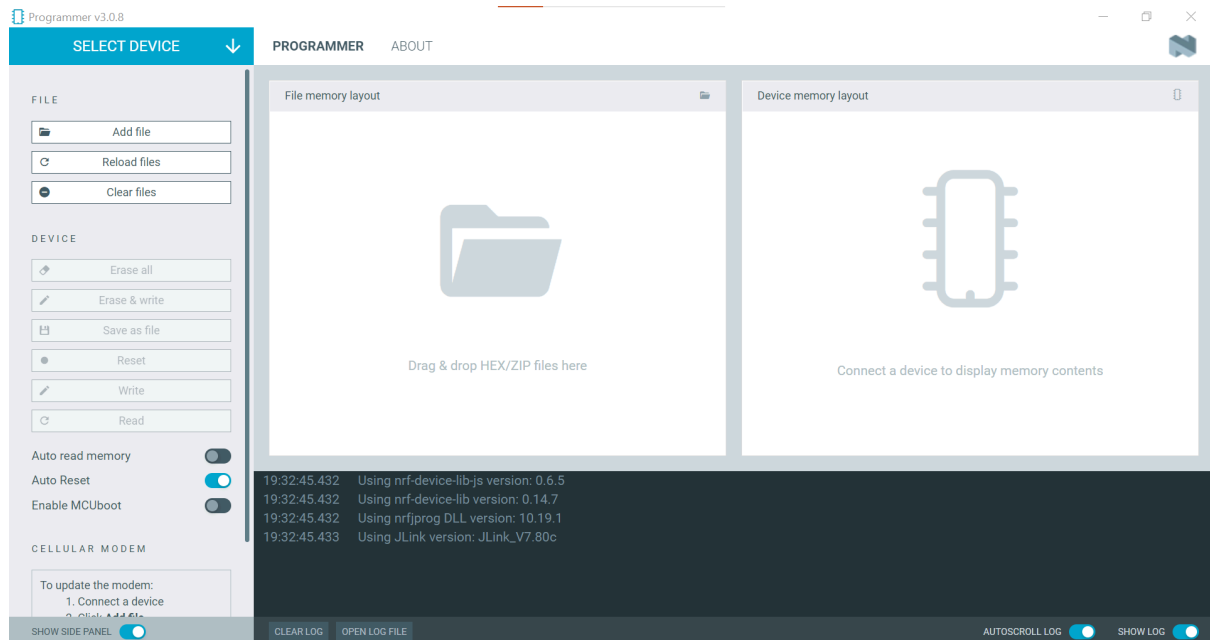 Programmer v3.0.8
SELECT DEVICE
PROGRAMMER
ABOUT
FILE
Add file
Reload files
Clear files
DEVICE
Erase all
Erase & write
Save as file
Reset
Write
Read
Auto read memory
Auto Reset
Enable MCUboot
CELLULAR MODEM
To update the modem:
1. Connect a device
2. Click Add file
SHOW SIDE PANEL
File memory layout
Drag & drop HEX/ZIP files here
Device memory layout
Connect a device to display memory contents
19:32:45.432 Using nrf-device-lib-js version: 0.6.5
19:32:45.432 Using nrf-device-lib version: 0.14.7
19:32:45.432 Using nrfjprog DLL version: 10.19.1
19:32:45.433 Using JLink version: JLink_V7.80c
CLEAR LOG
OPEN LOG FILE
AUTOSCROLL LOG
SHOW LOG